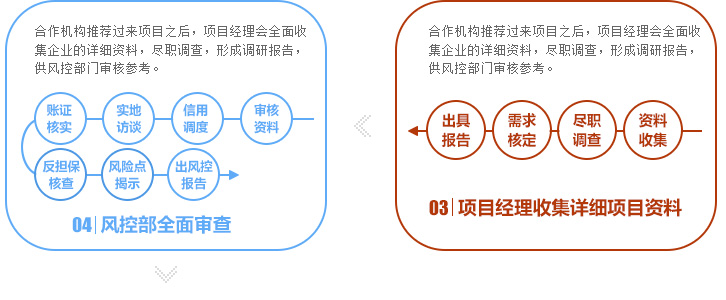 合作机构推荐过来项目之后，项目经理会全面收
集企业的详细资料，尽职调查，形成调研报告，
供风控部门审核参考。
账证
核实
实地
访谈
信用
调度
审核
资料
反担保
核查
风险点
揭示
出风控
报告
04|风控部全面审查
合作机构推荐过来项目之后，项目经理会全面收
集企业的详细资料，尽职调查，形成调研报告，
供风控部门审核参考。
出具
报告
需求
核定
尽职
调查
资料
收集
03|项目经理收集详细项目资料